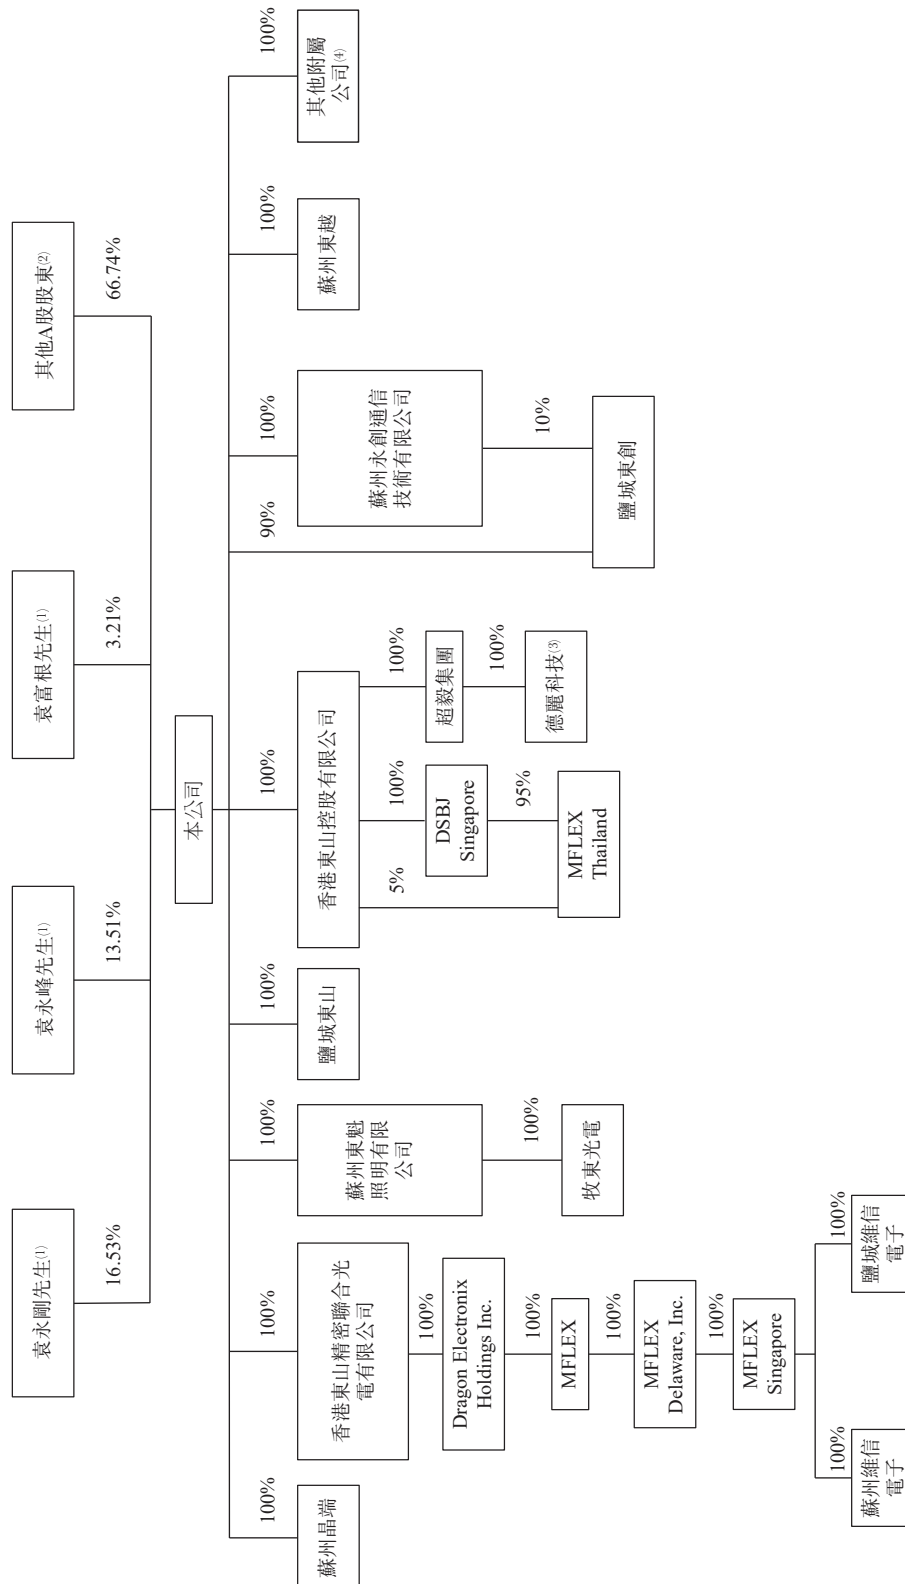 袁永剛先生(1)
袁永峰先生(1)
袁富根先生(1)
其他A股股東(2)
16.53%
13.51%
3.21%
66.74%
本公司
100%
100%
100%
100%
100%
90%
100%
100%
100%
蘇州晶端
香港東山精密聯合光
電有限公司
蘇州東魁
照明有限
公司
鹽城東山
香港東山控股有限公司
蘇州永創通信
技術有限公司
蘇州東越
其他附屬
公司(4)
100%
Dragon Electronix
Holdings Inc.
100%
MFLEX
100%
MFLEX
Delaware, Inc.
100%
MFLEX
Singapore
100%
100%
蘇州維信
電子
鹽城維信
電子
100%
牧東光電
5%
100%
100%
DSBJ
Singapore
超毅集團
95%
100%
MFLEX
Thailand
德麗科技(3)
10%
鹽城東創